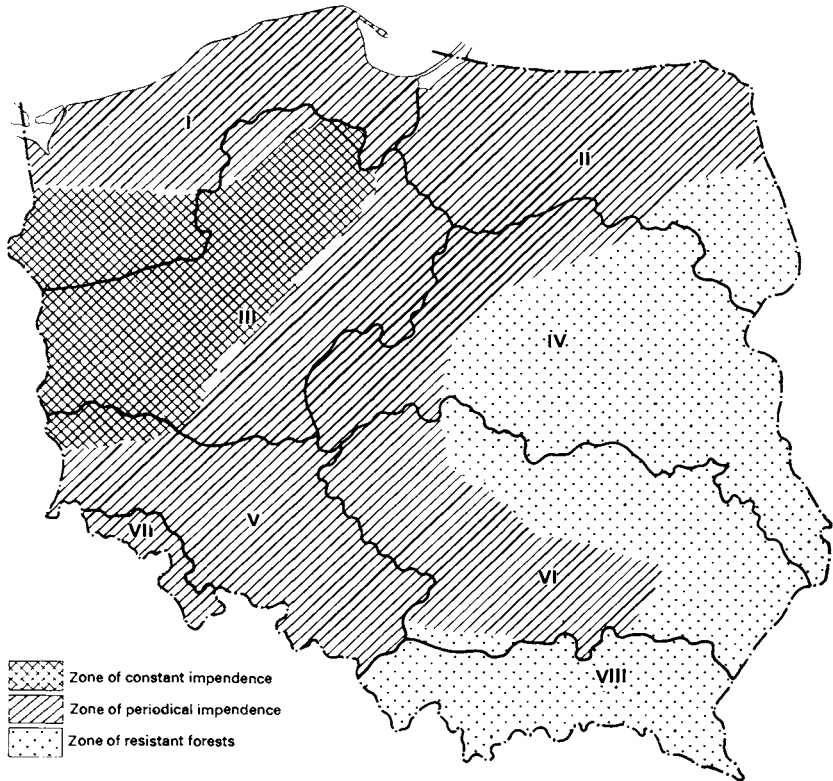 I
II
III
IV
V
VII
VI
VIII
Zone of constant impendence
Zone of periodical impendence
Zone of resistant forests